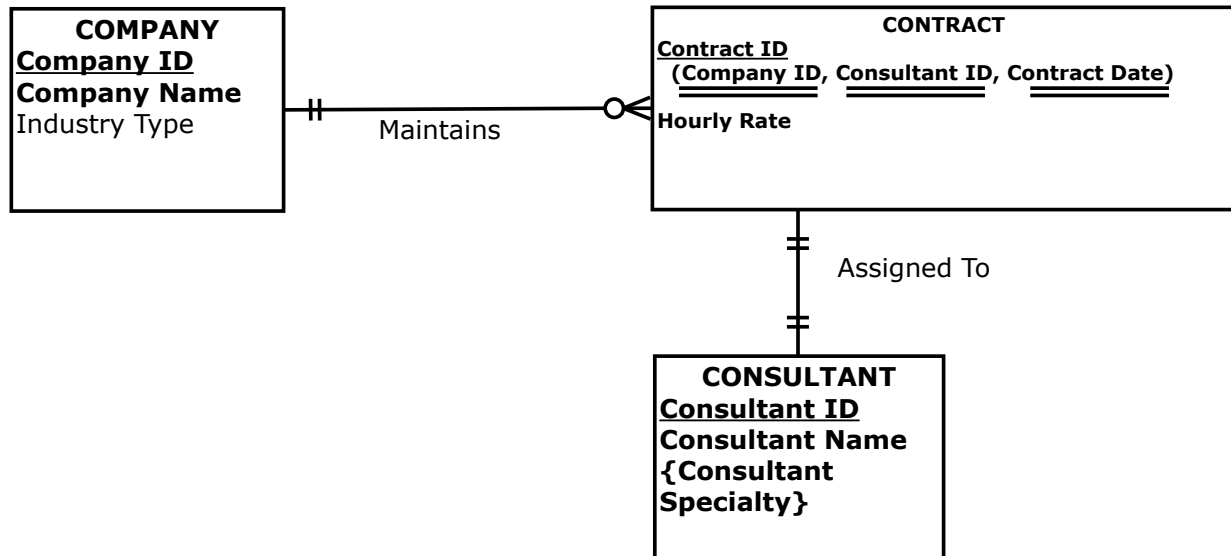 COMPANY
Company ID
Company Name
Industry Type
Maintains
CONTRACT
Contract ID
(Company ID, Consultant ID, Contract Date)
Hourly Rate
Assigned To
CONSULTANT
Consultant ID
Consultant Name
{Consultant
Specialty}